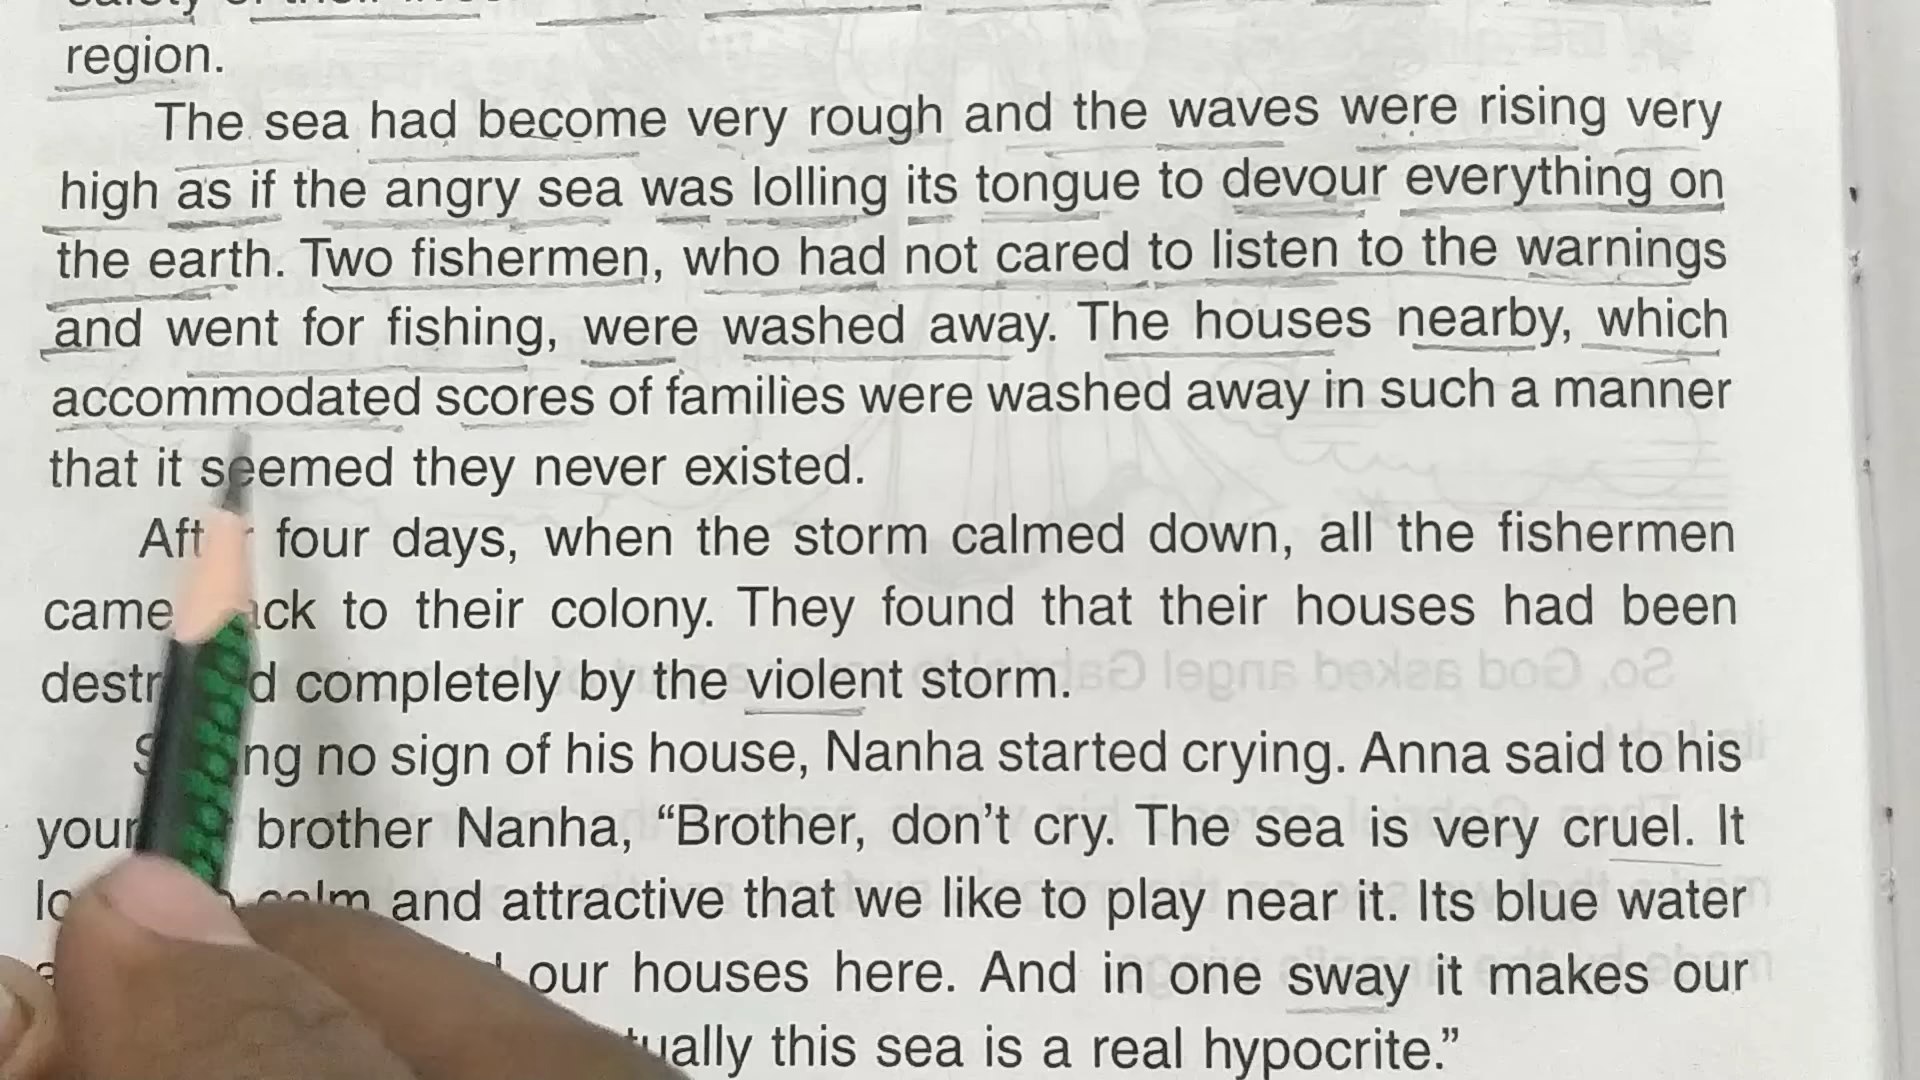 region.
The sea had become very rough and the waves were rising very
high as if the angry sea was lolling its tongue to devour everything on
the earth. Two fishermen, who had not cared to listen to the warnings
and went for fishing, were washed away. The houses nearby, which
accommodated scores of families were washed away in such a manner
that it seemed they never existed.
four days, when the storm calmed down, all the fishermen
came to their colony. They found that their houses had been
completely by the violent storm.
no sign of his house, Nanha started crying. Anna said to his
brother Nanha, “Brother, don’t cry. The sea is very cruel. It
calm and attractive that we like to play near it. Its blue water
our houses here. And in one sway it makes our
this sea is a real hypocrite.”